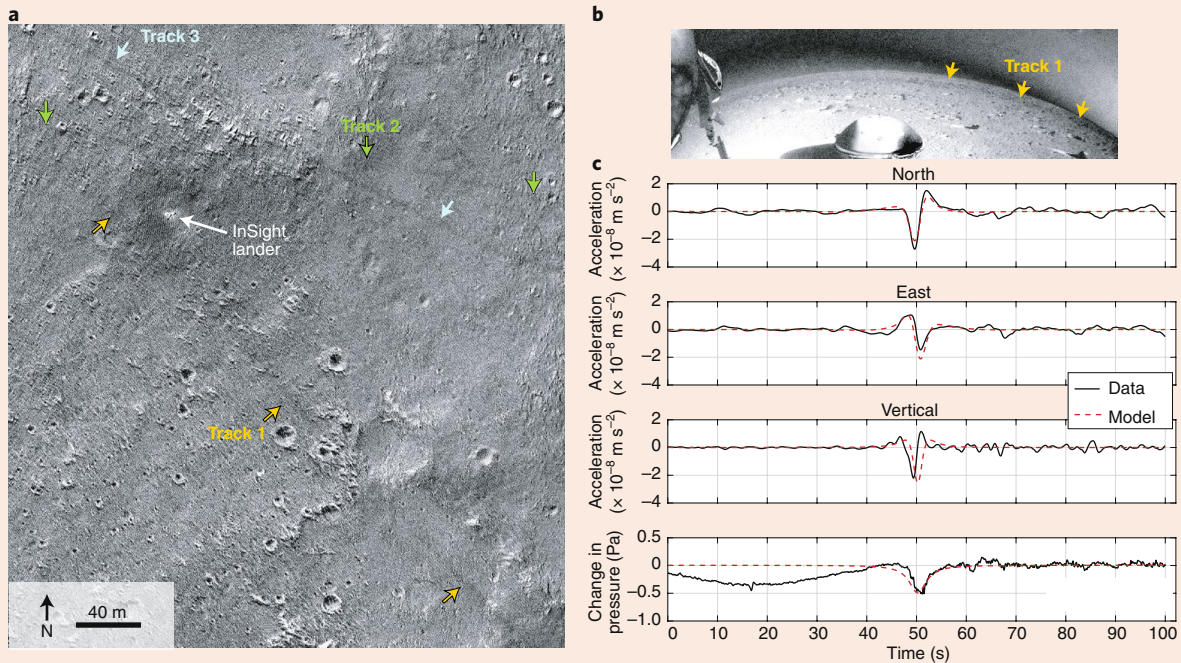 a
Track 3
Track 2
InSight
lander
Track 1
N
40 m
b
Track 1
c
North
Acceleration
(× 10⁻⁸ m s⁻²)
2
0
−2
−4
East
Acceleration
(× 10⁻⁸ m s⁻²)
2
0
−2
−4
Data
Model
Vertical
Acceleration
(× 10⁻⁸ m s⁻²)
2
0
−2
−4
Change in
pressure (Pa)
0.5
0
−0.5
−1.0
0 10 20 30 40 50 60 70 80 90 100
Time (s)